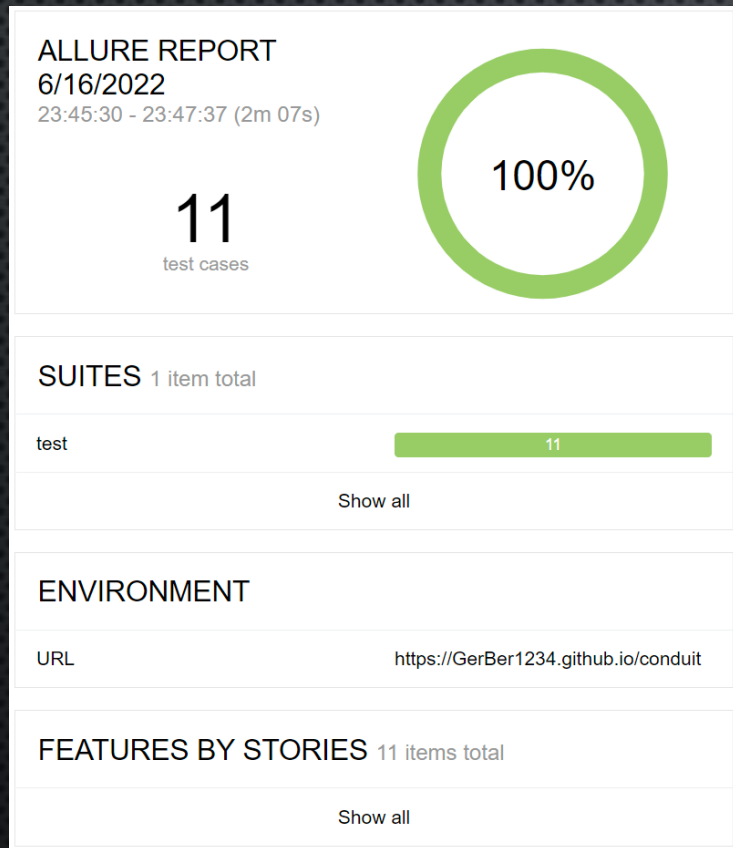 ALLURE REPORT
6/16/2022
23:45:30 - 23:47:37 (2m 07s)
11
test cases
100%
SUITES 1 item total
test 11
Show all
ENVIRONMENT
URL https://GerBer1234.github.io/conduit
FEATURES BY STORIES 11 items total
Show all